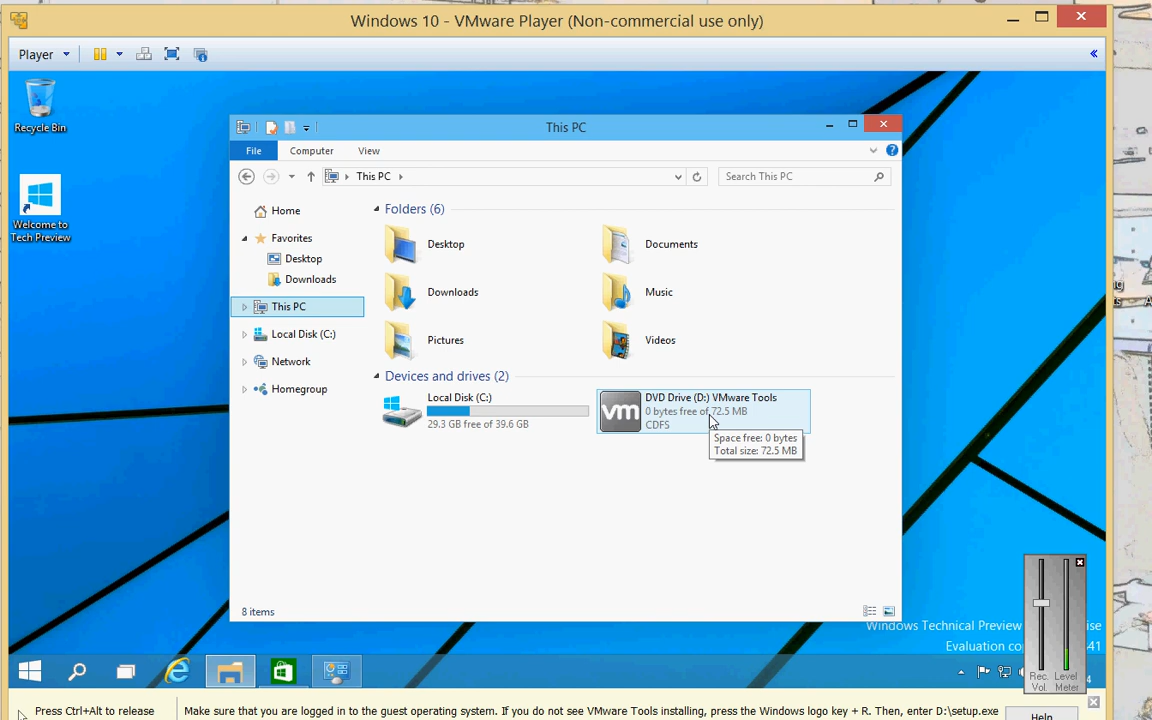 Windows 10 - VMware Player (Non-commercial use only)
Player
Recycle Bin
Welcome to
Tech Preview
This PC
File
Computer
View
This PC
Search This PC
Home
Favorites
Desktop
Downloads
This PC
Local Disk (C:)
Network
Homegroup
Folders (6)
Desktop
Documents
Downloads
Music
Pictures
Videos
Devices and drives (2)
Local Disk (C:)
29.3 GB free of 39.6 GB
vm
DVD Drive (D:) VMware Tools
0 bytes free of 72.5 MB
CDFS
Space free: 0 bytes
Total size: 72.5 MB
8 items
Windows Technical Preview
Evaluation co
41
Rec. Level
Vol. Meter
Press Ctrl+Alt to release
Make sure that you are logged in to the guest operating system. If you do not see VMware Tools installing, press the Windows logo key + R. Then, enter D:\setup.exe
Help